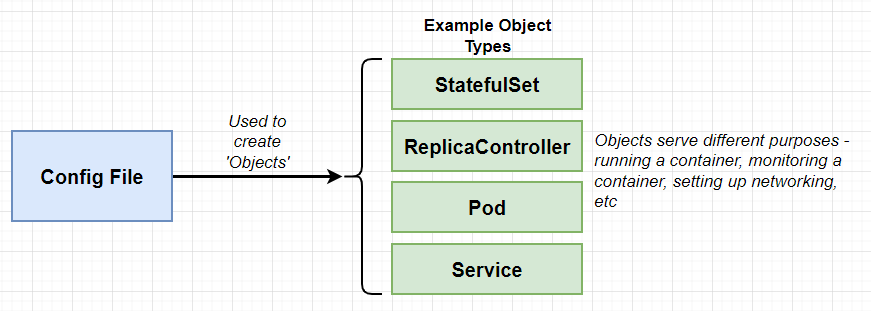 Example Object
Types
StatefulSet
Used to
create
'Objects'
ReplicaController
Objects serve different purposes -
running a container, monitoring a
container, setting up networking,
etc
Config File
Pod
Service